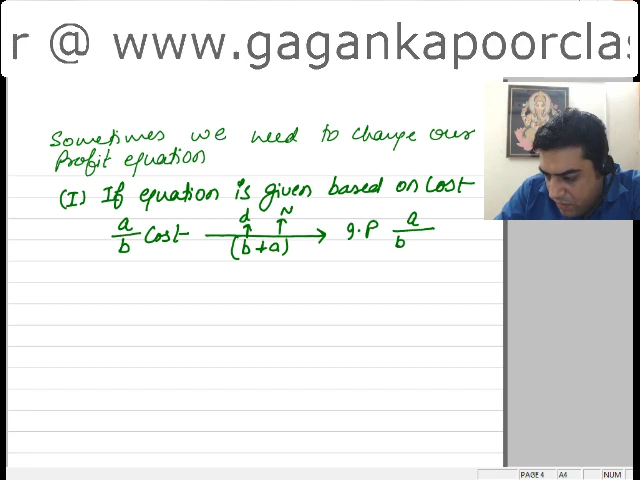 r @ www.gagankapoorclas
Sometimes we need to change our
Profit equation
(I) If equation is given based on Cost
d N
a/b Cost (b+a) g.P a/b
PAGE 4 A4 NUM